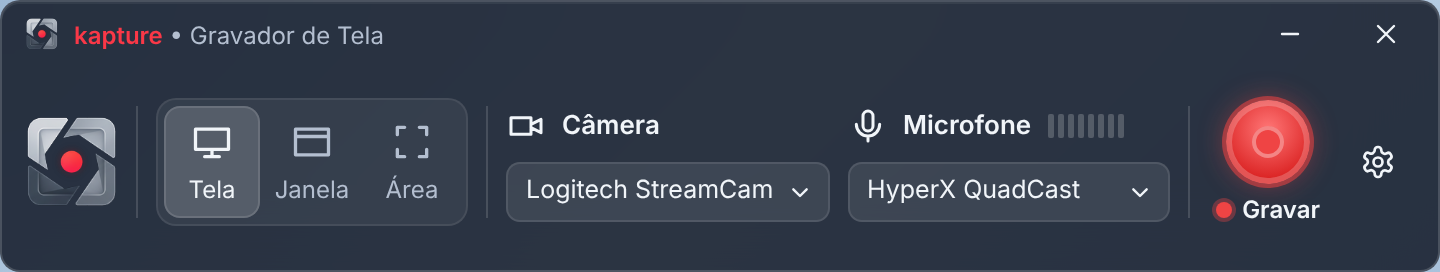 kapture • Gravador de Tela
Câmera
Microfone
Tela
Janela
Área
Logitech StreamCam
HyperX QuadCast
Gravar